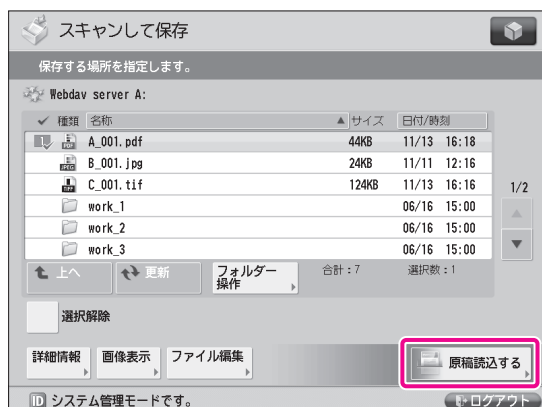 スキャンして保存
保存する場所を指定します。
Webdav server A:
種類 名称 ▲ サイズ 日付/時刻
1 PDF A_001.pdf 44KB 11/13 16:18
JPEG B_001.jpg 24KB 11/11 12:16
C_001.tif 124KB 11/13 16:16
work_1 06/16 15:00
work_2 06/16 15:00
work_3 06/16 15:00
1/2
上へ 更新 フォルダー操作 合計:7 選択数:1
選択解除
詳細情報 画像表示 ファイル編集 原稿読込する
ID システム管理モードです。 ログアウト